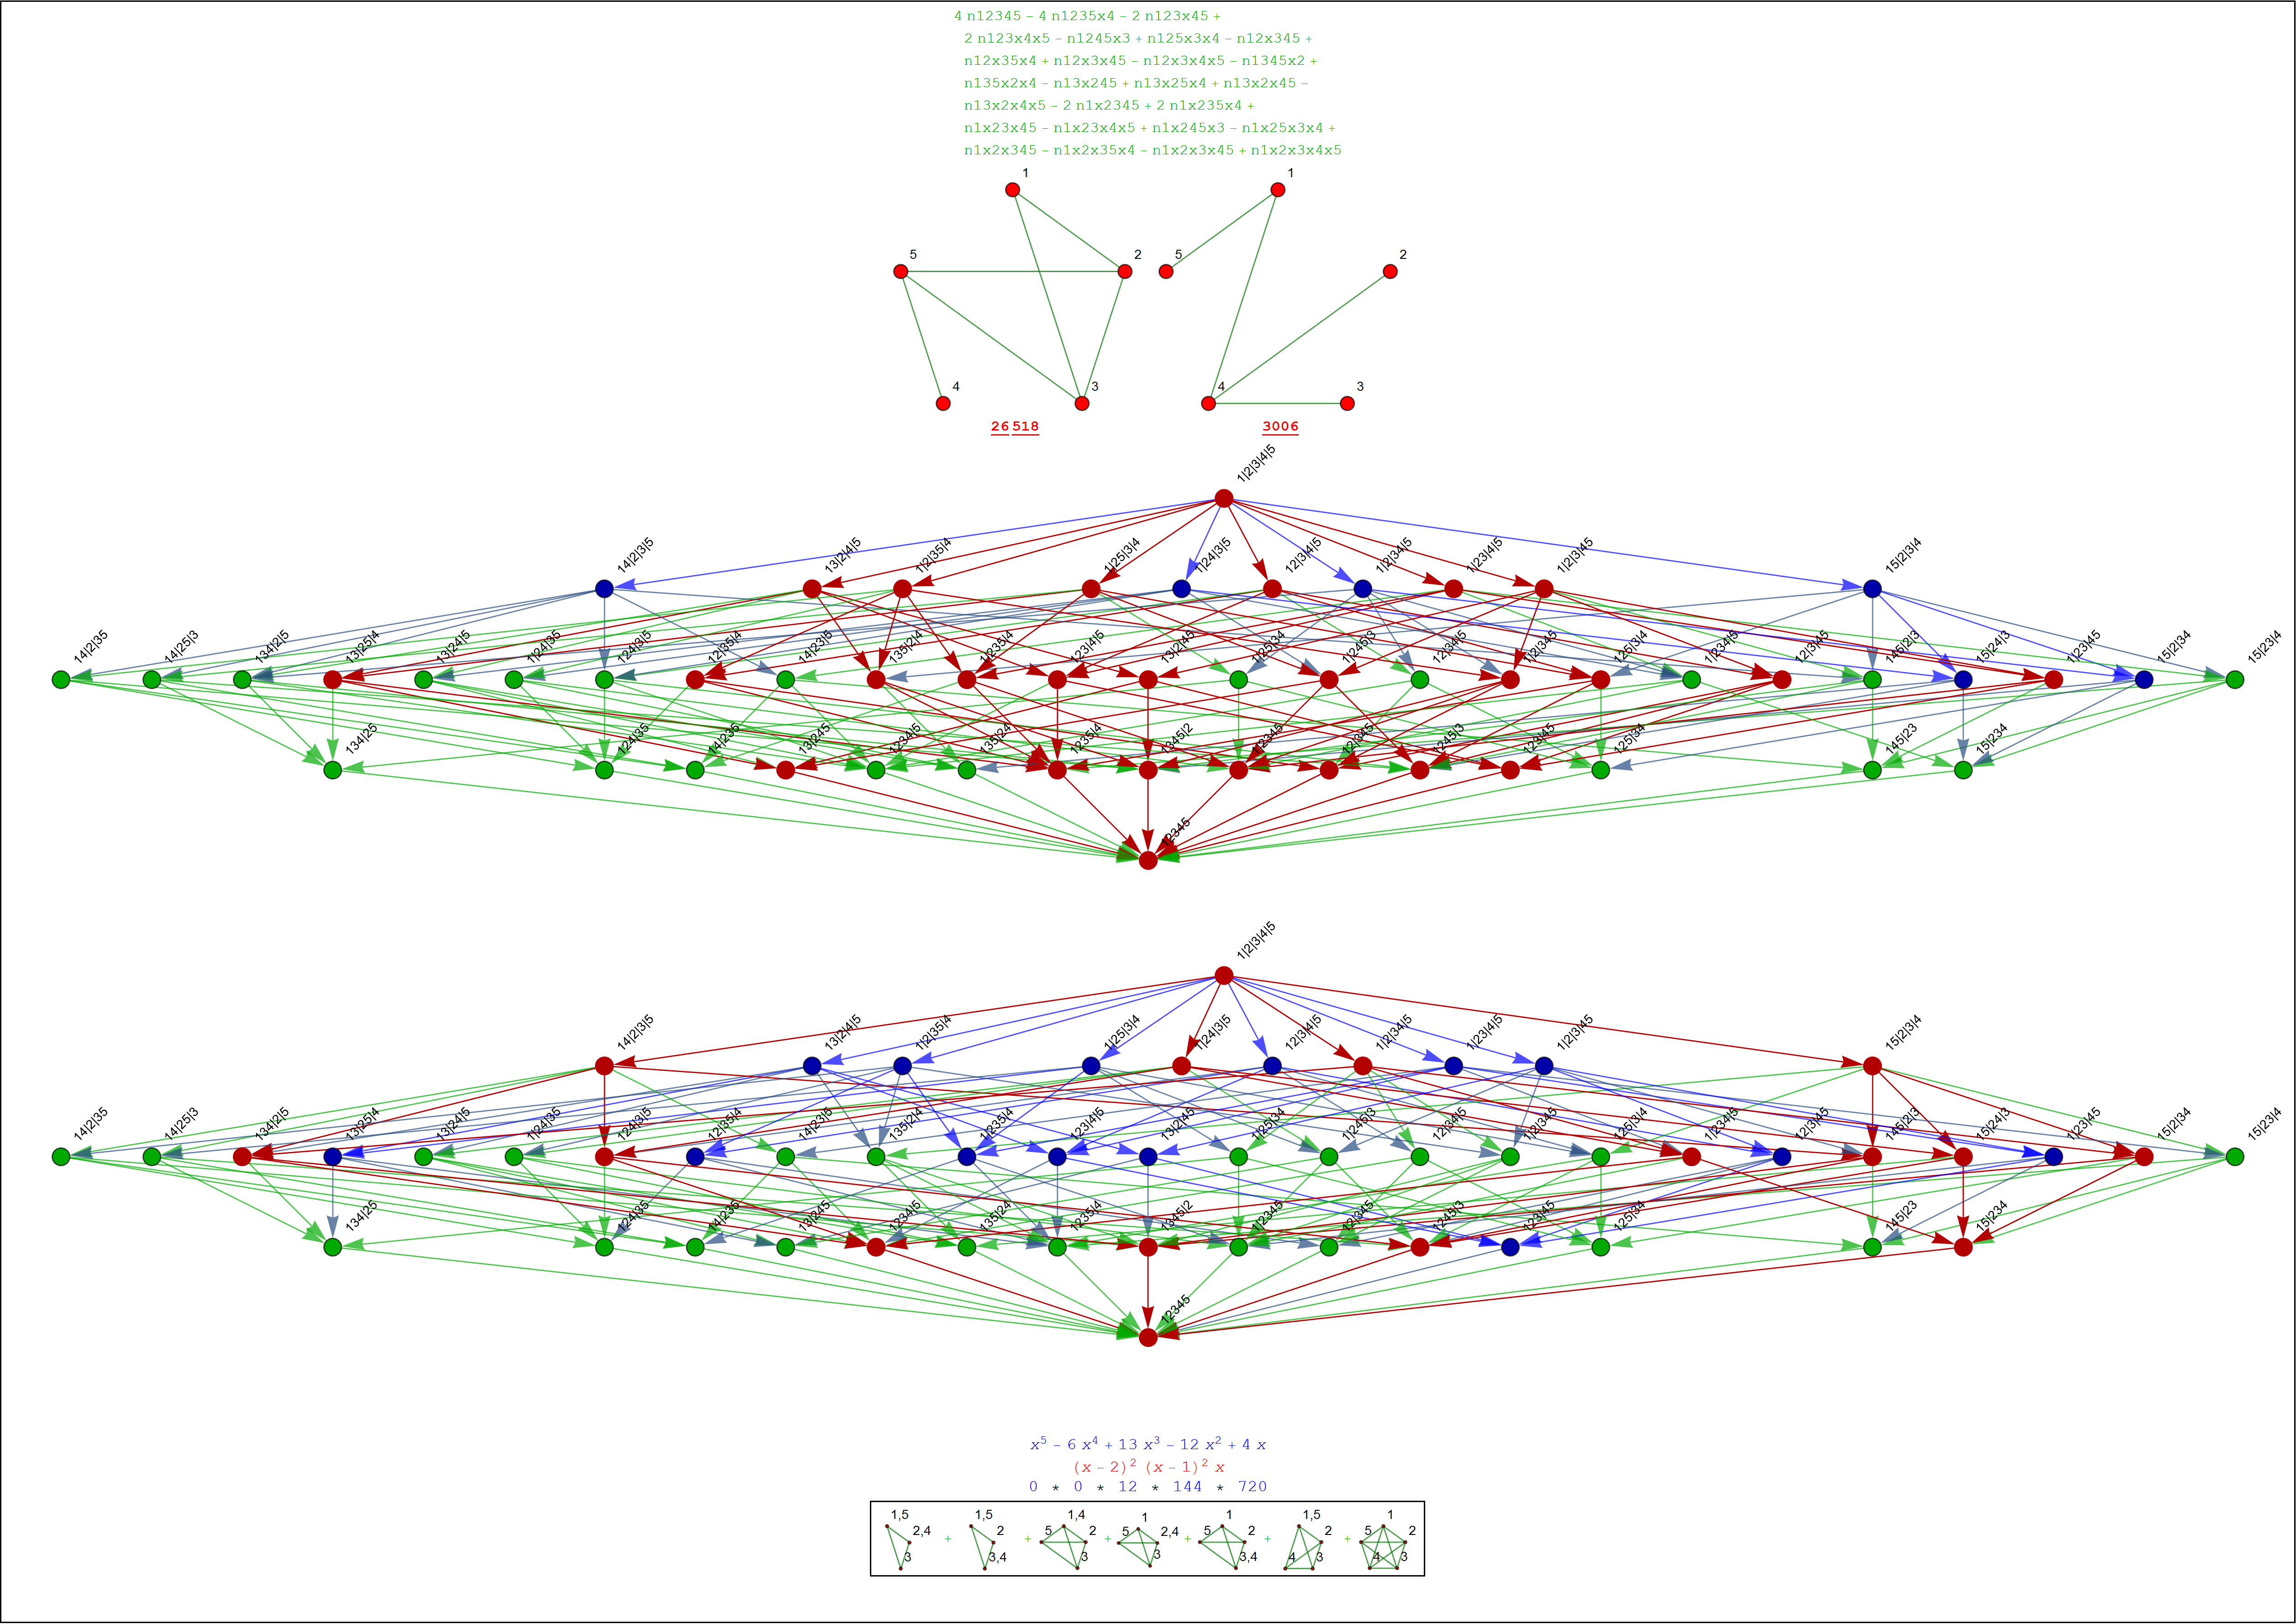 4 n12345 − 4 n1235x4 − 2 n123x45 +
2 n123x4x5 − n1245x3 + n125x3x4 − n12x345 +
n12x35x4 + n12x3x45 − n12x3x4x5 − n1345x2 +
n135x2x4 − n13x245 + n13x25x4 + n13x2x45 −
n13x2x4x5 − 2 n1x2345 + 2 n1x235x4 +
n1x23x45 − n1x23x4x5 + n1x245x3 − n1x25x3x4 +
n1x2x345 − n1x2x35x4 − n1x2x3x45 + n1x2x3x4x5
1 1
5 2 5 2
4 3 4 3
26 518 3006
1|2|3|4|5
14|2|3|5 13|2|4|5 1|2|35|4 1|25|3|4 1|24|3|5 12|3|4|5 1|2|34|5 1|23|4|5 1|2|3|45 15|2|3|4
14|2|35 14|25|3 134|2|5 13|25|4 13|24|5 1|24|35 124|3|5 12|35|4 14|23|5 135|2|4 1|235|4 123|4|5 13|2|45 1|25|34 1|245|3 12|34|5 1|2|345 125|3|4 1|234|5 12|3|45 145|2|3 15|24|3 1|23|45 15|2|34 15|23|4
134|25 124|35 14|235 13|245 1234|5 135|24 1235|4 1345|2 1|2345 12|345 1245|3 123|45 125|34 145|23 15|234
12345
1|2|3|4|5
14|2|3|5 13|2|4|5 1|2|35|4 1|25|3|4 1|24|3|5 12|3|4|5 1|2|34|5 1|23|4|5 1|2|3|45 15|2|3|4
14|2|35 14|25|3 134|2|5 13|25|4 13|24|5 1|24|35 124|3|5 12|35|4 14|23|5 135|2|4 1|235|4 123|4|5 13|2|45 1|25|34 1|245|3 12|34|5 1|2|345 125|3|4 1|234|5 12|3|45 145|2|3 15|24|3 1|23|45 15|2|34 15|23|4
134|25 124|35 14|235 13|245 1234|5 135|24 1235|4 1345|2 1|2345 12|345 1245|3 123|45 125|34 145|23 15|234
12345
x⁵ − 6 x⁴ + 13 x³ − 12 x² + 4 x
(x − 2)² (x − 1)² x
0 * 0 * 12 * 144 * 720
1,5 2,4 3 + 1,5 2 3,4 + 1,4 5 2 3 + 1 5 2,4 3 + 1 5 2 3,4 + 1,5 2 4 3 + 1 5 2 4 3